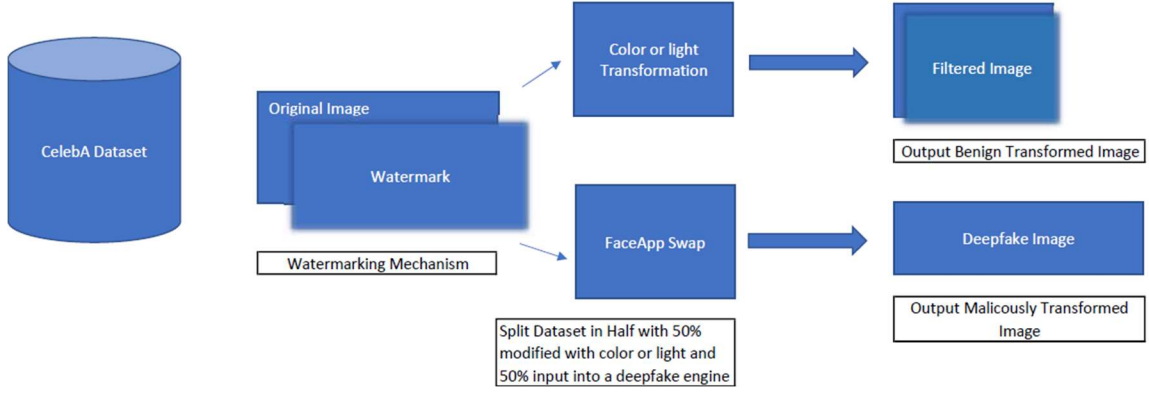 CelebA Dataset
Original Image
Watermark
Watermarking Mechanism
Color or light
Transformation
FaceApp Swap
Split Dataset in Half with 50%
modified with color or light and
50% input into a deepfake engine
Filtered Image
Output Benign Transformed Image
Deepfake Image
Output Malicously Transformed
Image